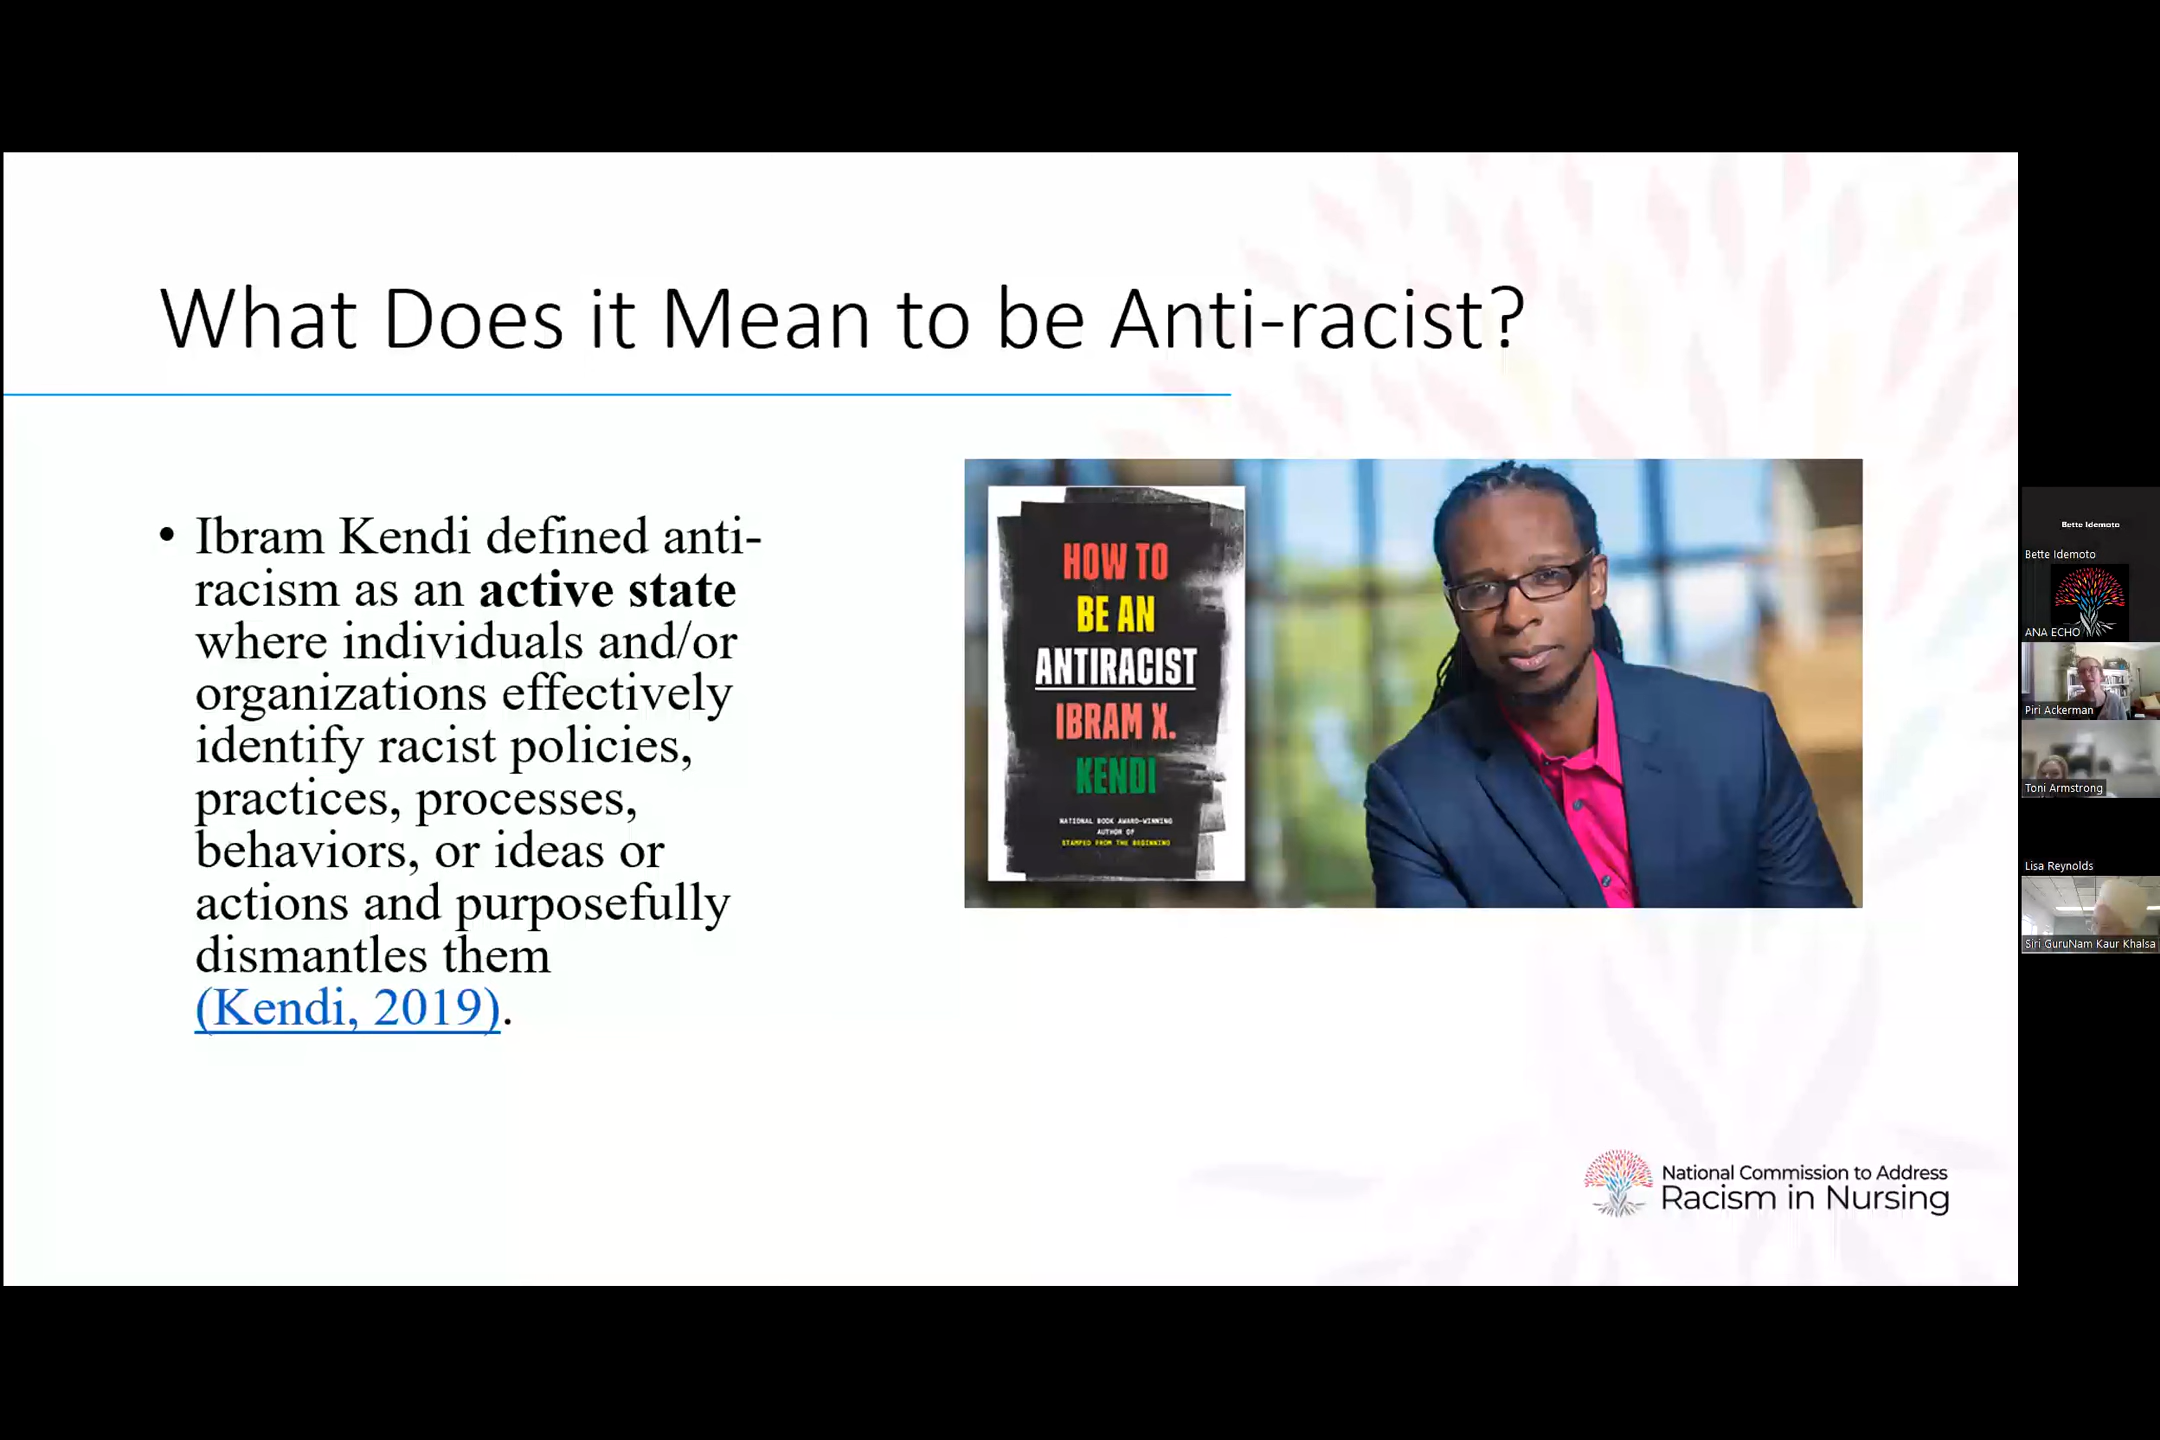 What Does it Mean to be Anti-racist?
• Ibram Kendi defined anti-
racism as an active state
where individuals and/or
organizations effectively
identify racist policies,
practices, processes,
behaviors, or ideas or
actions and purposefully
dismantles them
(Kendi, 2019).
HOW TO
BE AN
ANTIRACIST
IBRAM X.
KENDI
NATIONAL BOOK AWARD-WINNING
AUTHOR OF
STAMPED FROM THE BEGINNING
National Commission to Address
Racism in Nursing
Bette Idemoto
Bette Idemoto
ANA ECHO
Piri Ackerman
Toni Armstrong
Lisa Reynolds
Siri GuruNam Kaur Khalsa